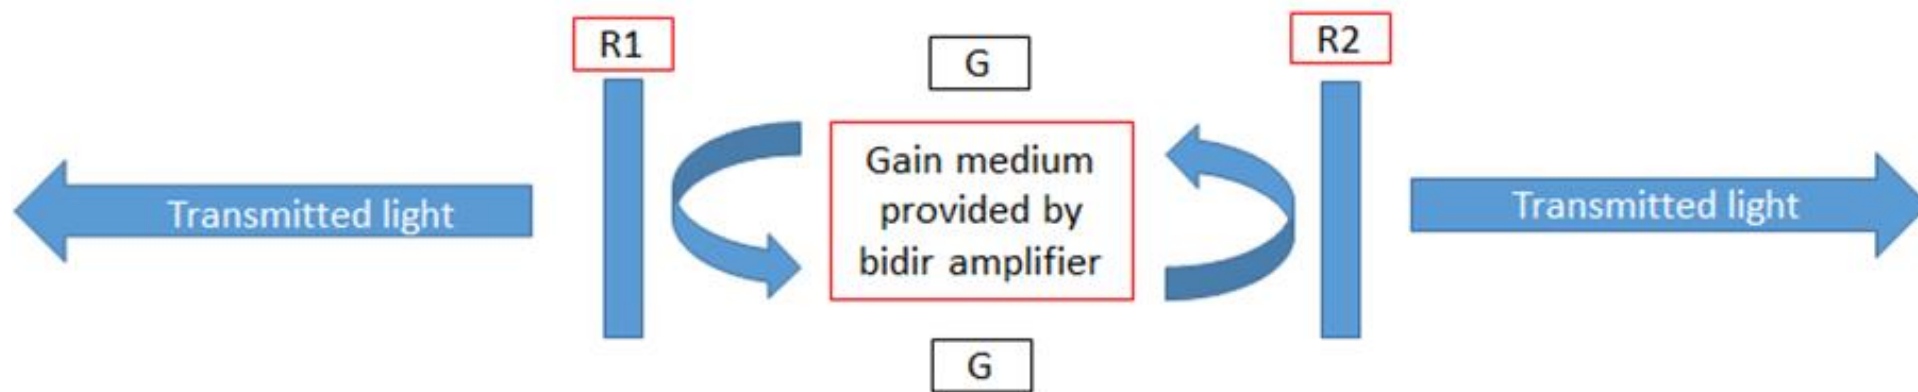 R1
G
R2
Gain medium
provided by
bidir amplifier
Transmitted light
Transmitted light
G